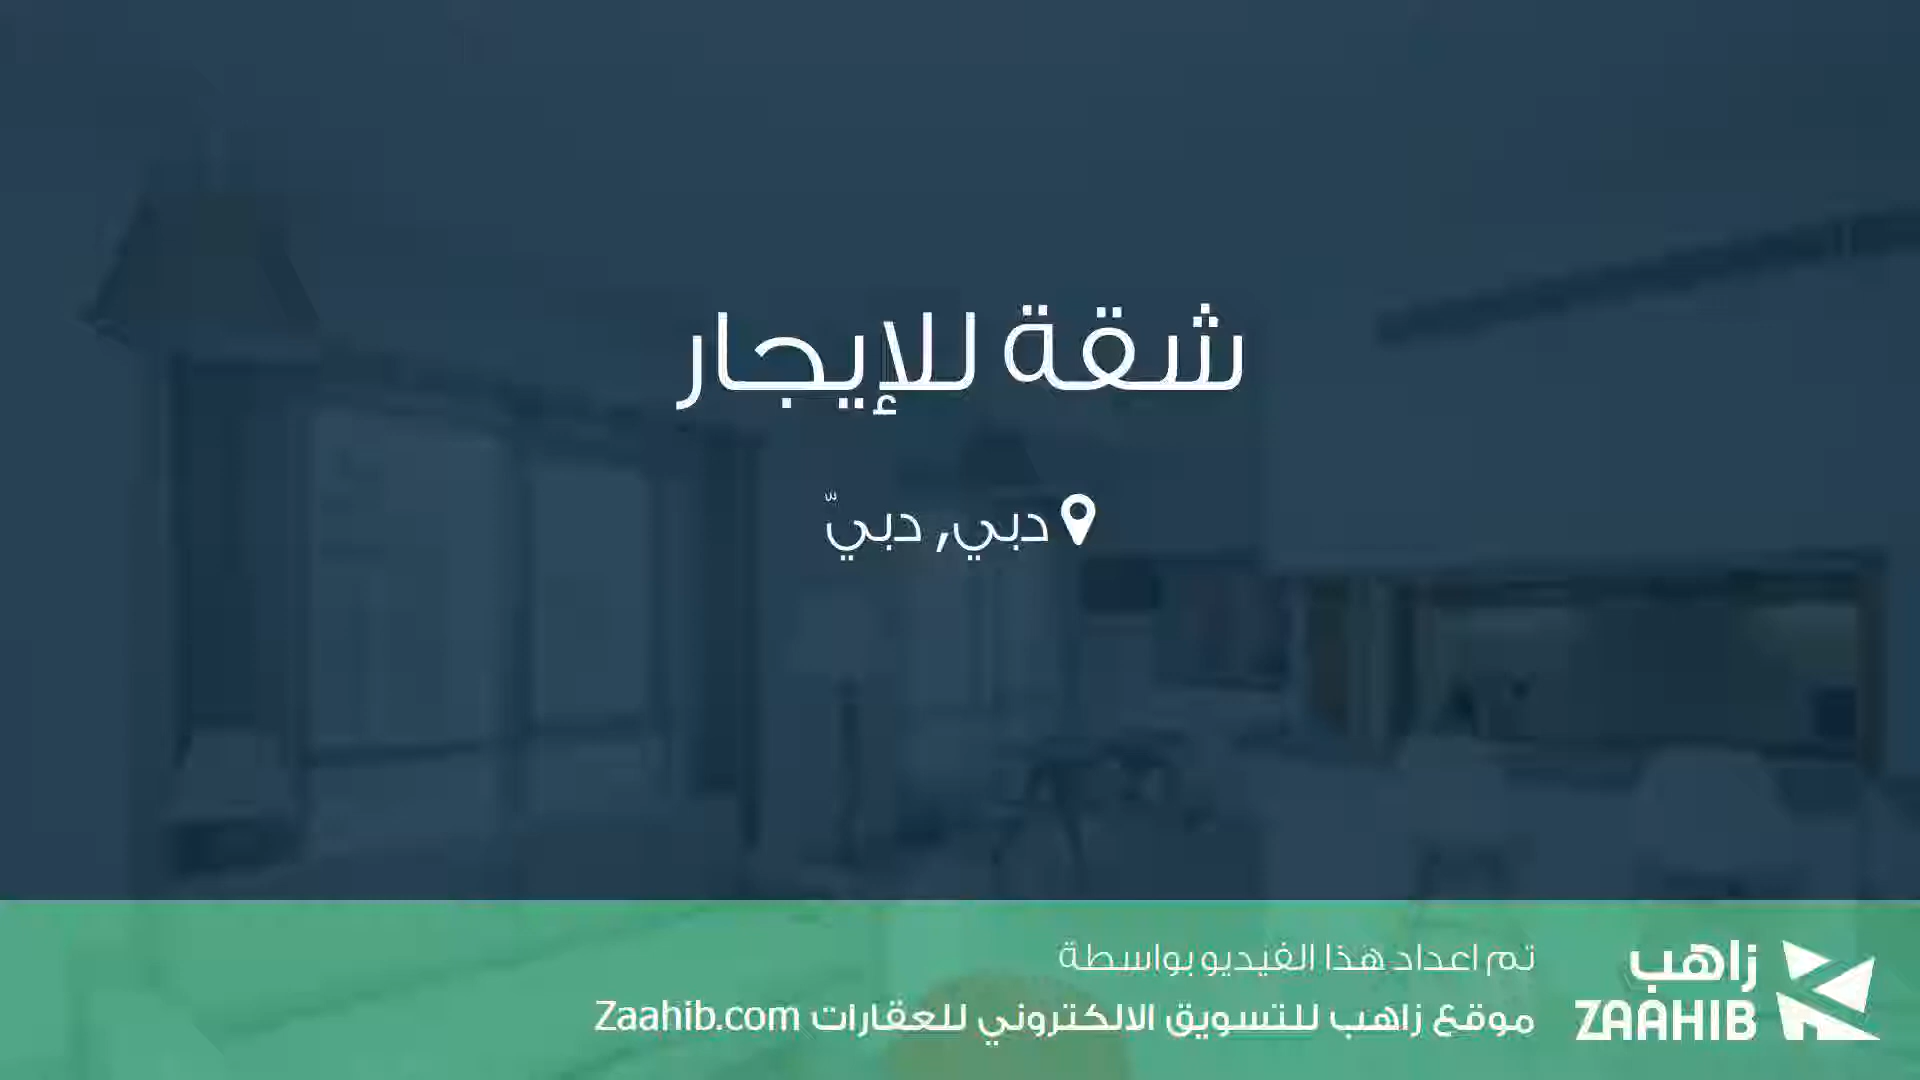 شقة للإيجار
دبي, دبيّ
تم اعداد هذا الفيديو بواسطة
موقع زاهب للتسويق الالكتروني للعقارات Zaahib.com
زاهب
ZAAHIB